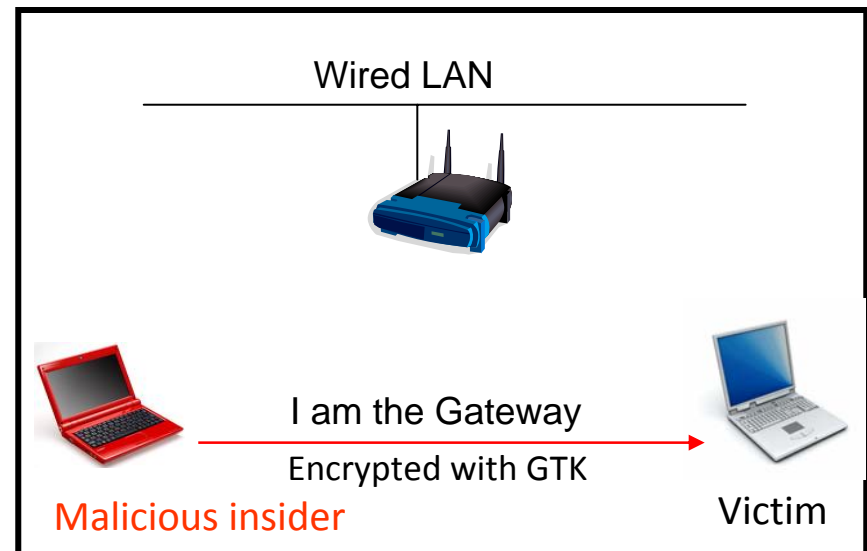 Wired LAN
I am the Gateway
Encrypted with GTK
Malicious insider
Victim